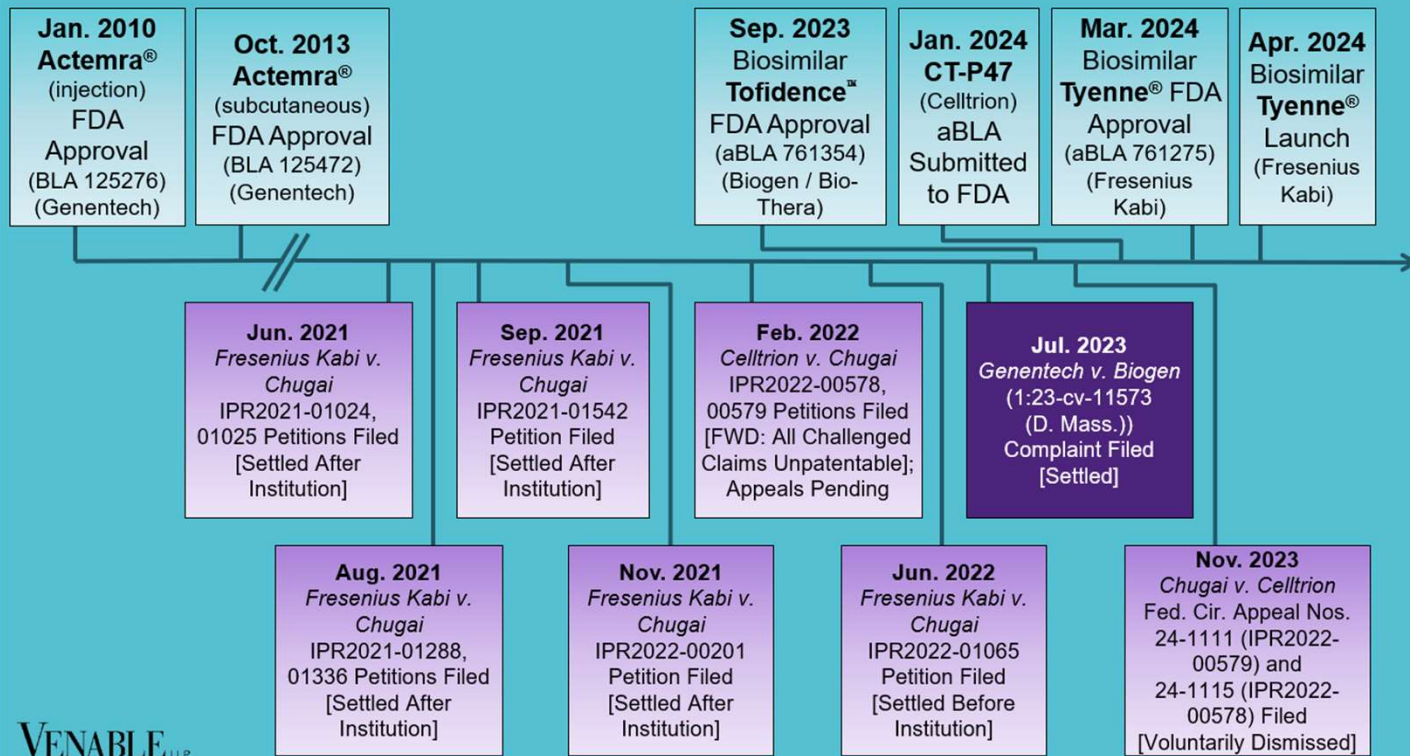 Jan. 2010
Actemra®
(injection)
FDA
Approval
(BLA 125276)
(Genentech)
Oct. 2013
Actemra®
(subcutaneous)
FDA Approval
(BLA 125472)
(Genentech)
Sep. 2023
Biosimilar
Tofidence™
FDA Approval
(aBLA 761354)
(Biogen / Bio-
Thera)
Jan. 2024
CT-P47
(Celltrion)
aBLA
Submitted
to FDA
Mar. 2024
Biosimilar
Tyenne® FDA
Approval
(aBLA 761275)
(Fresenius
Kabi)
Apr. 2024
Biosimilar
Tyenne®
Launch
(Fresenius
Kabi)
Jun. 2021
Fresenius Kabi v.
Chugai
IPR2021-01024,
01025 Petitions Filed
[Settled After
Institution]
Sep. 2021
Fresenius Kabi v.
Chugai
IPR2021-01542
Petition Filed
[Settled After
Institution]
Feb. 2022
Celltrion v. Chugai
IPR2022-00578,
00579 Petitions Filed
[FWD: All Challenged
Claims Unpatentable];
Appeals Pending
Jul. 2023
Genentech v. Biogen
(1:23-cv-11573
(D. Mass.))
Complaint Filed
[Settled]
Aug. 2021
Fresenius Kabi v.
Chugai
IPR2021-01288,
01336 Petitions Filed
[Settled After
Institution]
Nov. 2021
Fresenius Kabi v.
Chugai
IPR2022-00201
Petition Filed
[Settled After
Institution]
Jun. 2022
Fresenius Kabi v.
Chugai
IPR2022-01065
Petition Filed
[Settled Before
Institution]
Nov. 2023
Chugai v. Celltrion
Fed. Cir. Appeal Nos.
24-1111 (IPR2022-
00579) and
24-1115 (IPR2022-
00578) Filed
[Voluntarily Dismissed]
VENABLE LLP